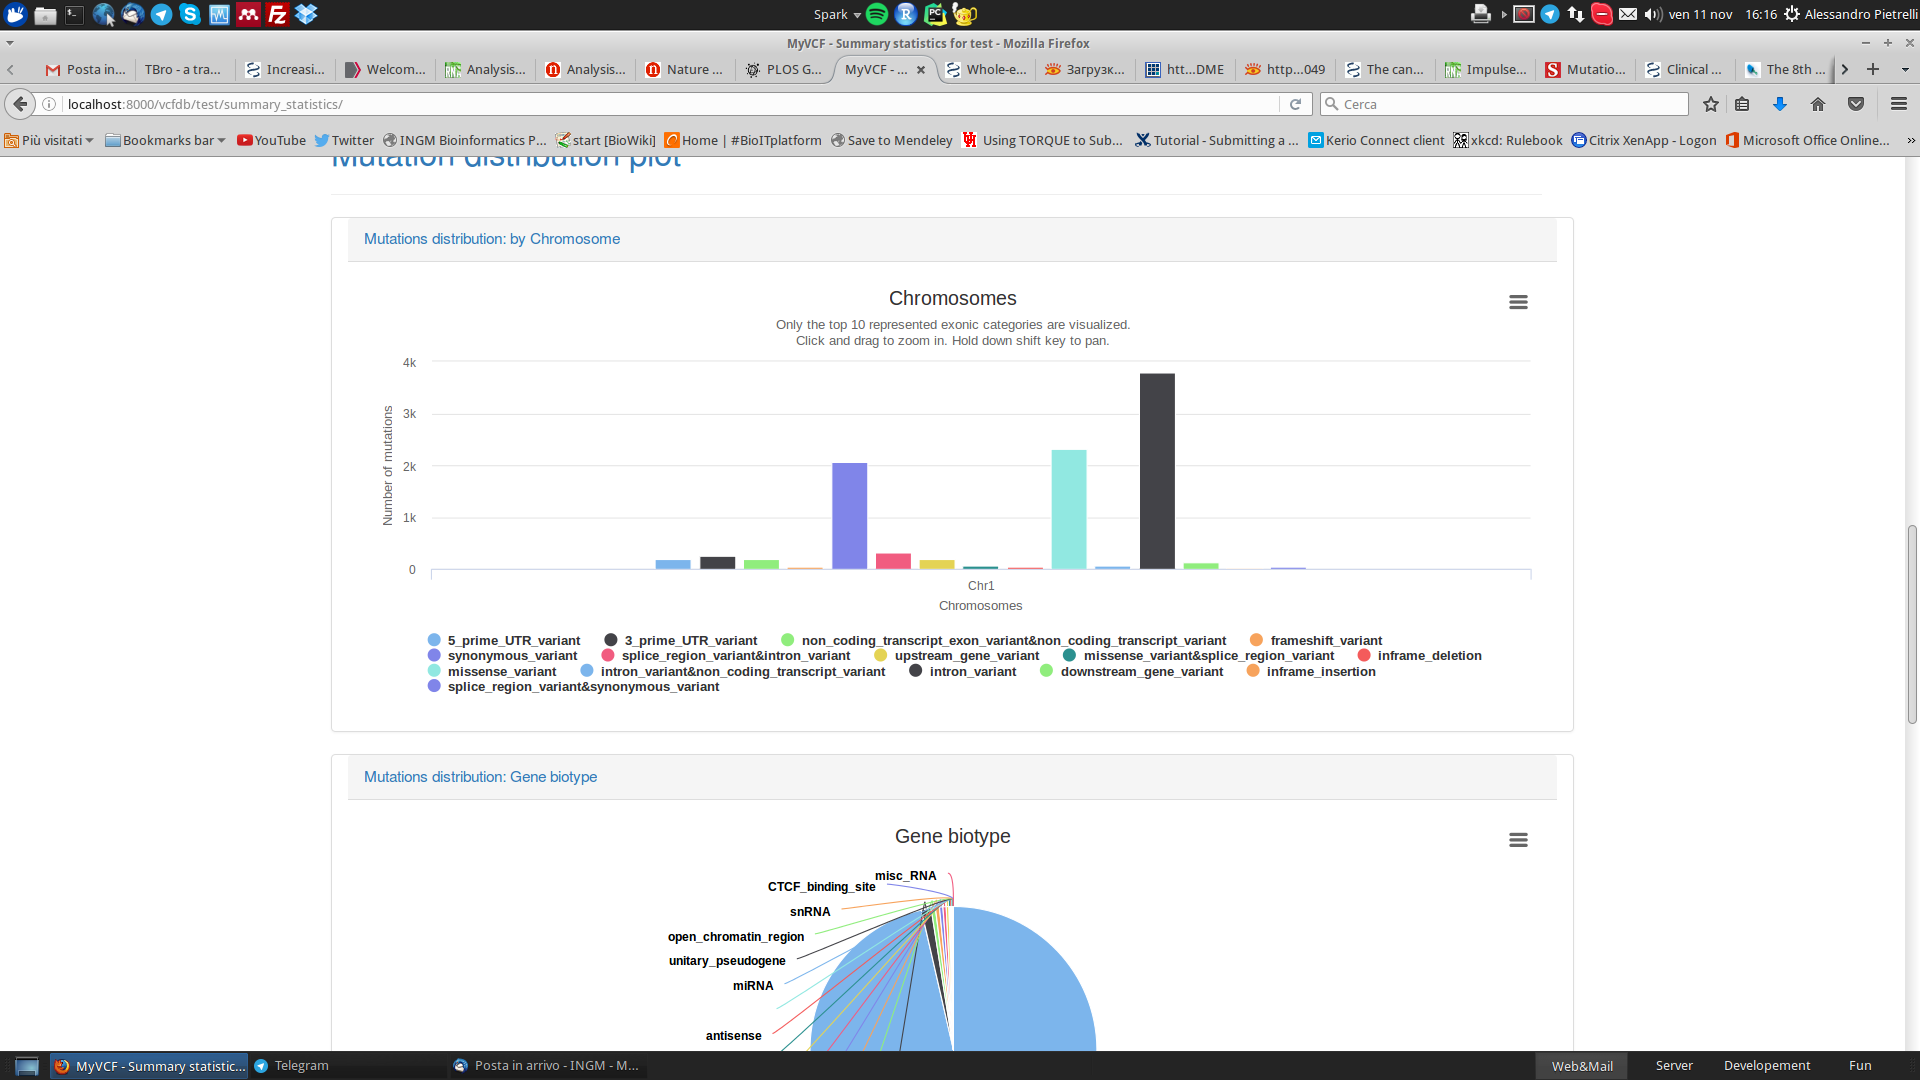 Spark
ven 11 nov 16:16 Alessandro Pietrelli
MyVCF - Summary statistics for test - Mozilla Firefox
Posta in... TBro - a tra... Increasi... Welcom... Analysis... Analysis... Nature ... PLOS G... MyVCF - ... Whole-e... Загрузк... htt...DME http...049 The can... Impulse... Mutatio... Clinical ... The 8th ...
localhost:8000/vcfdb/test/summary_statistics/
Cerca
Più visitati Bookmarks bar YouTube Twitter INGM Bioinformatics P... start [BioWiki] Home | #BioITplatform Save to Mendeley Using TORQUE to Sub... Tutorial - Submitting a ... Kerio Connect client xkcd: Rulebook Citrix XenApp - Logon Microsoft Office Online... »
Mutation distribution plot
Mutations distribution: by Chromosome
Chromosomes
Only the top 10 represented exonic categories are visualized.
Click and drag to zoom in. Hold down shift key to pan.
Number of mutations
4k
3k
2k
1k
0
Chr1
Chromosomes
5_prime_UTR_variant 3_prime_UTR_variant non_coding_transcript_exon_variant&non_coding_transcript_variant frameshift_variant
synonymous_variant splice_region_variant&intron_variant upstream_gene_variant missense_variant&splice_region_variant inframe_deletion
missense_variant intron_variant&non_coding_transcript_variant intron_variant downstream_gene_variant inframe_insertion
splice_region_variant&synonymous_variant
Mutations distribution: Gene biotype
Gene biotype
misc_RNA
CTCF_binding_site
snRNA
open_chromatin_region
unitary_pseudogene
miRNA
antisense
MyVCF - Summary statistic... Telegram Posta in arrivo - INGM - M... Web&Mail Server Developement Fun